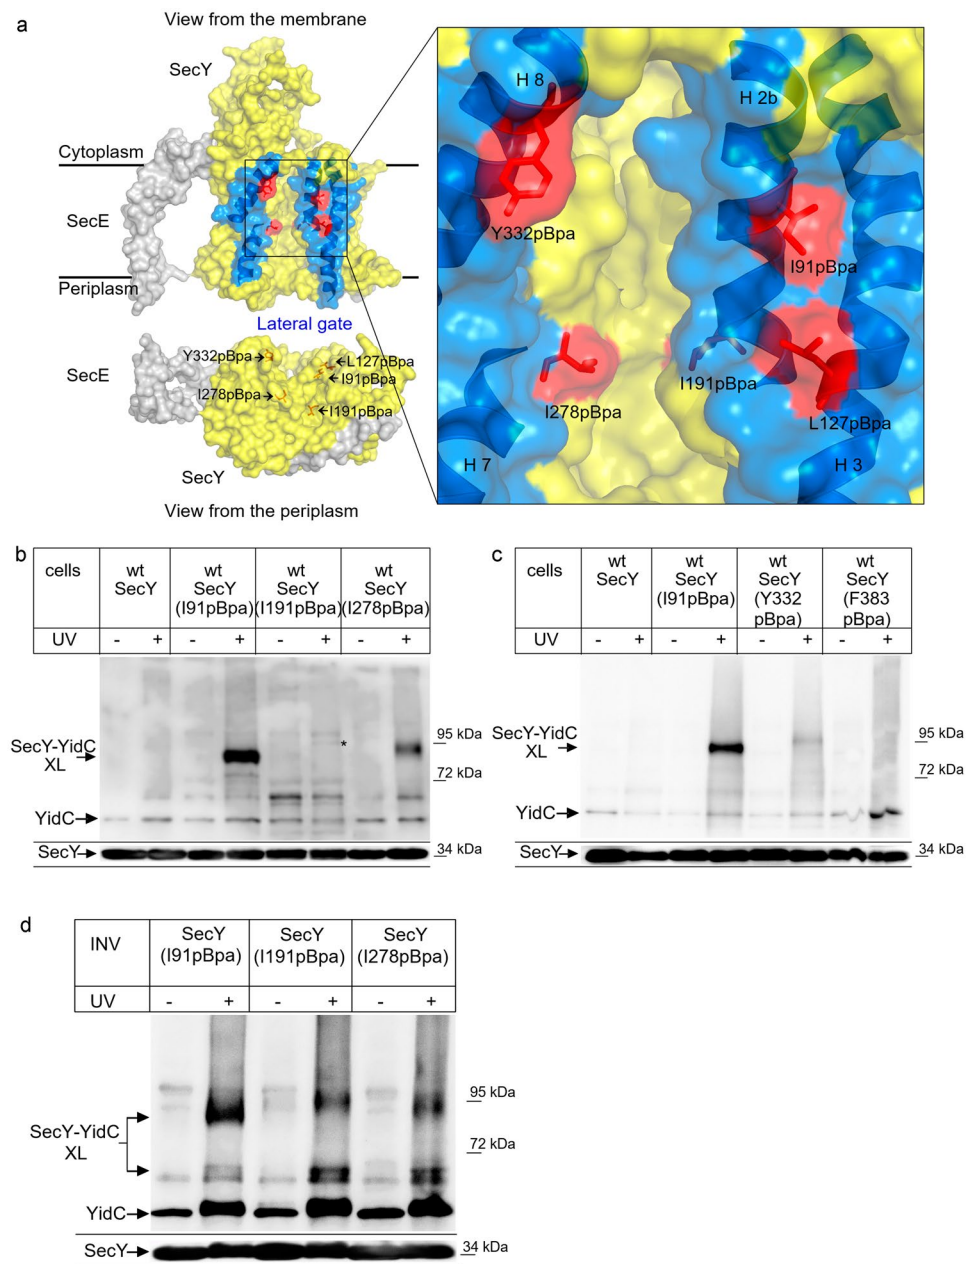 a
View from the membrane
SecY
Cytoplasm
SecE
Periplasm
Lateral gate
SecE
Y332pBpa
L127pBpa
I91pBpa
I278pBpa
I191pBpa
SecY
View from the periplasm
H 8
H 2b
Y332pBpa
I91pBpa
I191pBpa
I278pBpa
L127pBpa
H 7
H 3
b
cells
wt
SecY
wt
SecY
(I91pBpa)
wt
SecY
(I191pBpa)
wt
SecY
(I278pBpa)
UV
- + - + - + - +
SecY-YidC
XL
*
95 kDa
72 kDa
YidC
SecY
34 kDa
c
cells
wt
SecY
wt
SecY
(I91pBpa)
wt
SecY
(Y332
pBpa)
wt
SecY
(F383
pBpa)
UV
- + - + - + - +
SecY-YidC
XL
95 kDa
72 kDa
YidC
SecY
34 kDa
d
INV
SecY
(I91pBpa)
SecY
(I191pBpa)
SecY
(I278pBpa)
UV
- + - + - +
95 kDa
SecY-YidC
XL
72 kDa
YidC
SecY
34 kDa